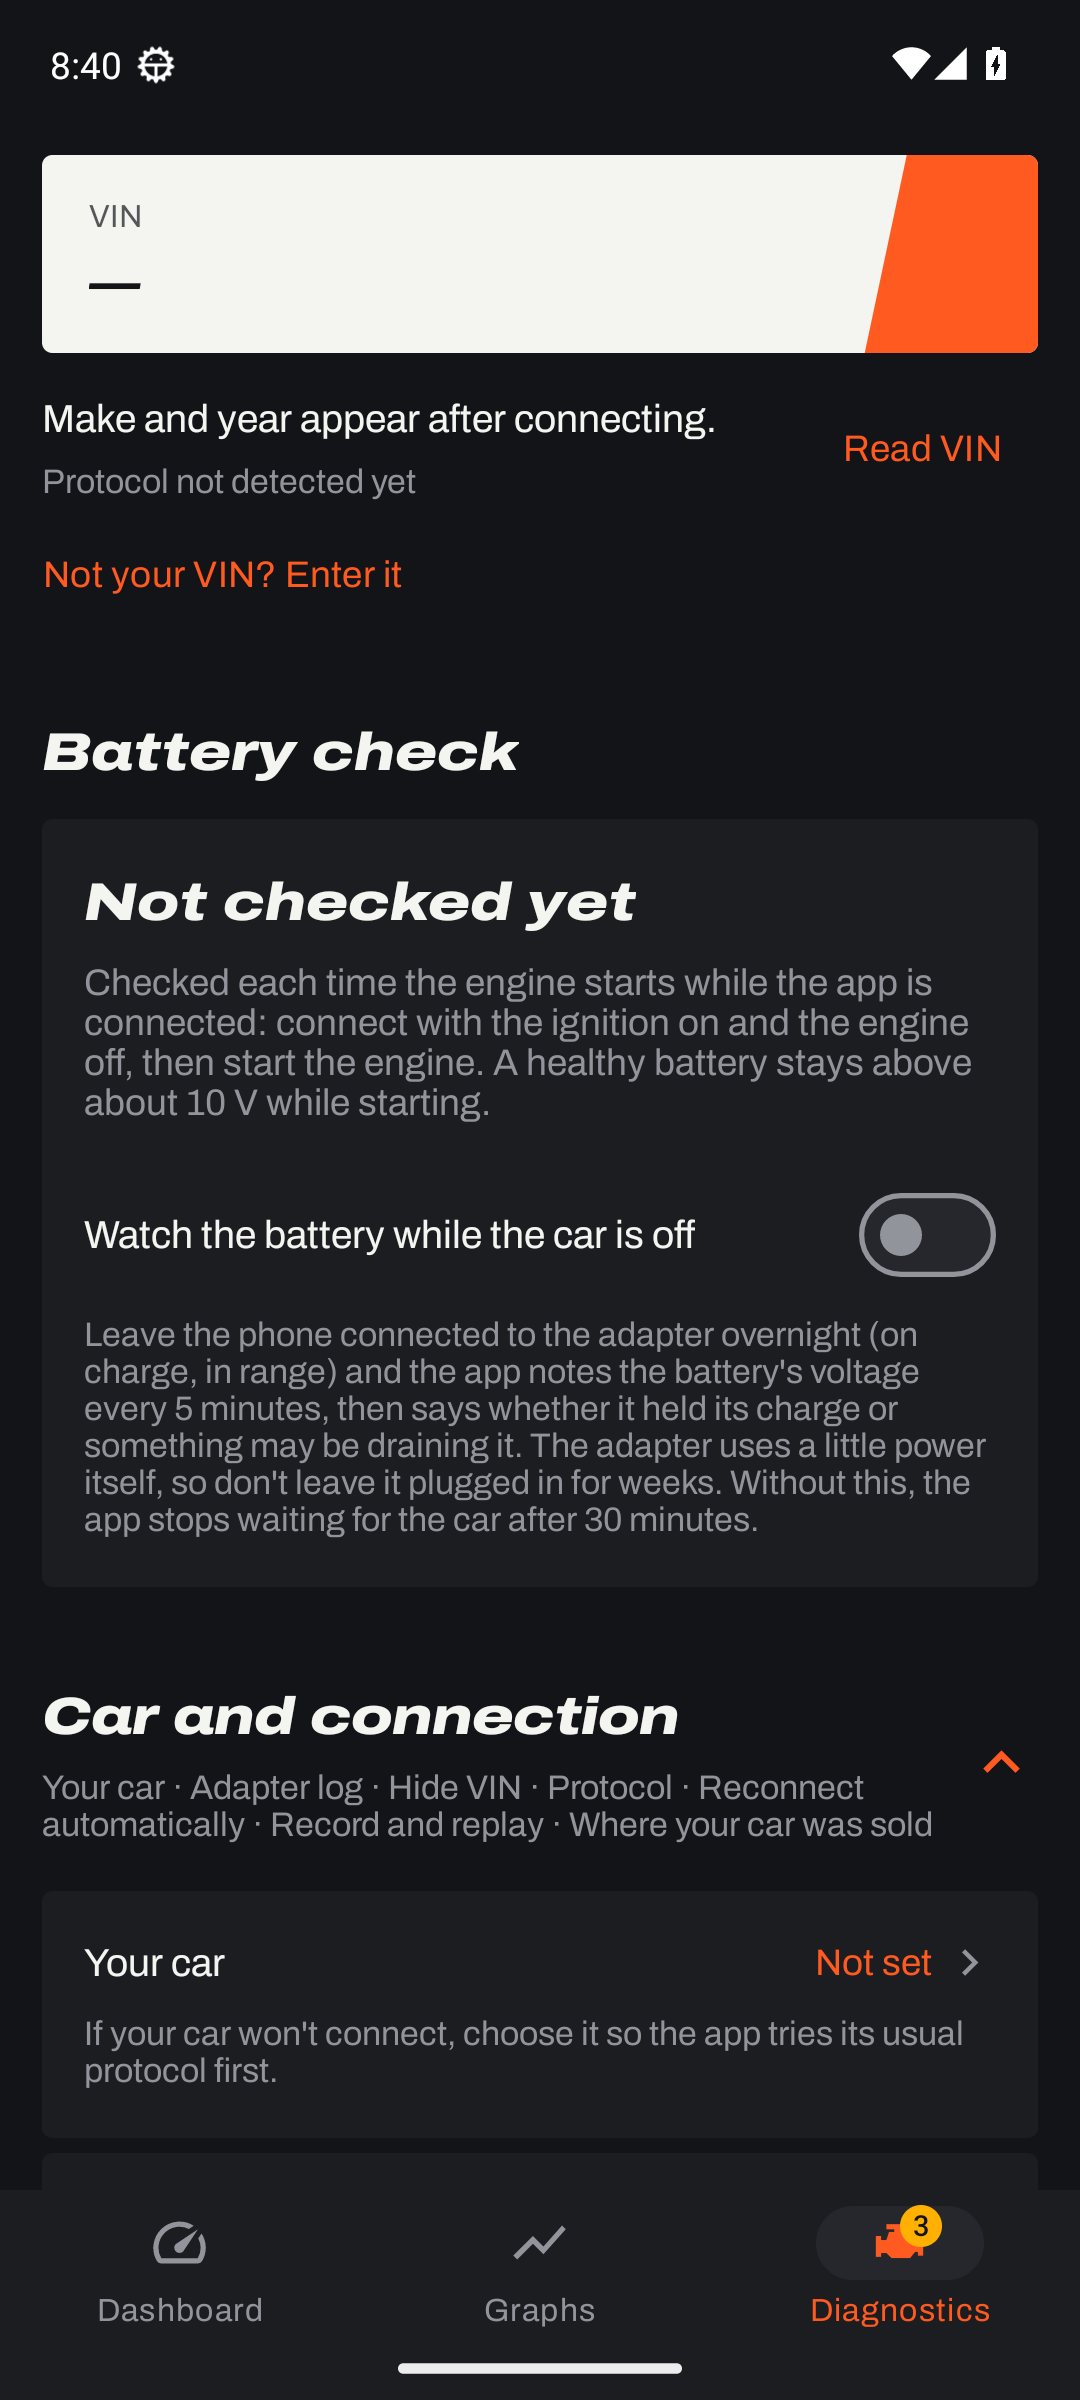 8:40
VIN
—
Make and year appear after connecting.
Protocol not detected yet
Read VIN
Not your VIN? Enter it
Battery check
Not checked yet
Checked each time the engine starts while the app is
connected: connect with the ignition on and the engine
off, then start the engine. A healthy battery stays above
about 10 V while starting.
Watch the battery while the car is off
Leave the phone connected to the adapter overnight (on
charge, in range) and the app notes the battery's voltage
every 5 minutes, then says whether it held its charge or
something may be draining it. The adapter uses a little power
itself, so don't leave it plugged in for weeks. Without this, the
app stops waiting for the car after 30 minutes.
Car and connection
Your car · Adapter log · Hide VIN · Protocol · Reconnect
automatically · Record and replay · Where your car was sold
Your car
Not set
If your car won't connect, choose it so the app tries its usual
protocol first.
3
Dashboard
Graphs
Diagnostics